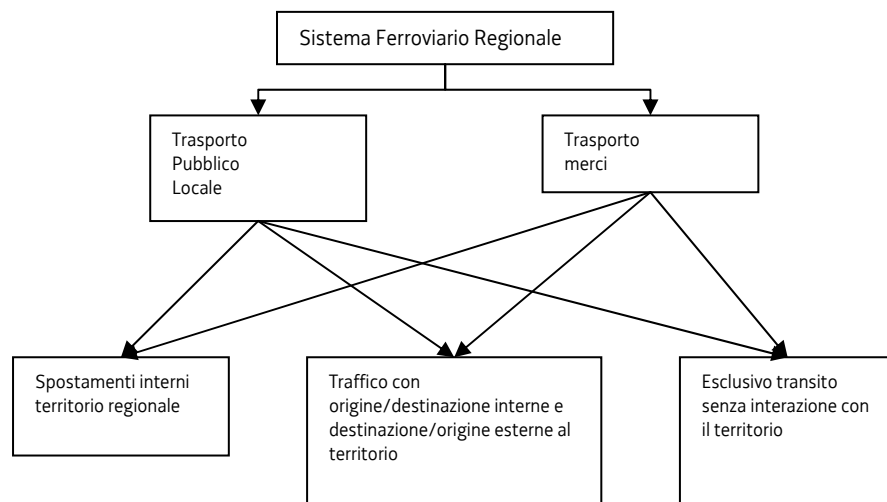 Sistema Ferroviario Regionale
Trasporto
Pubblico
Locale
Trasporto
merci
Spostamenti interni
territorio regionale
Traffico con
origine/destinazione interne e
destinazione/origine esterne al
territorio
Esclusivo transito
senza interazione con
il territorio